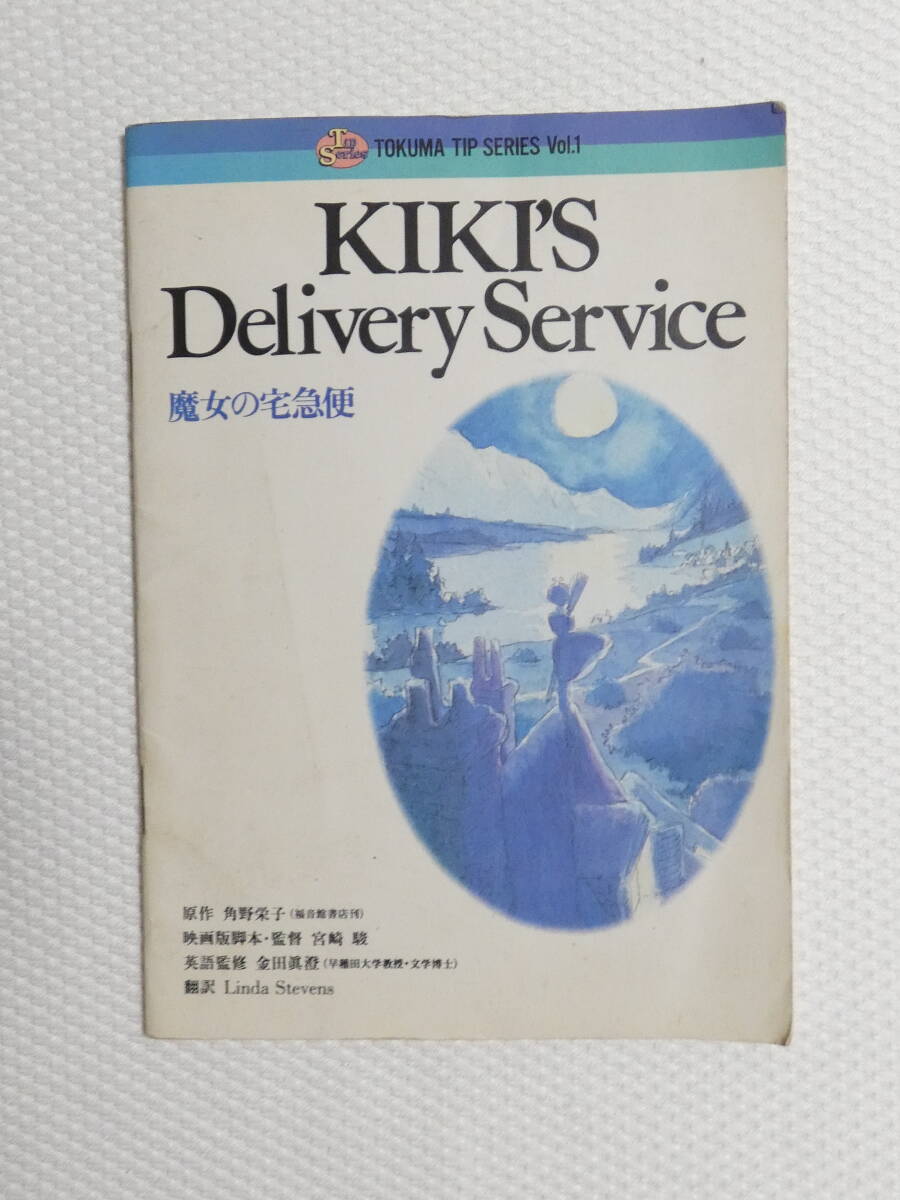 Tip Series TOKUMA TIP SERIES Vol.1
KIKI'S
Delivery Service
魔女の宅急便
原作 角野栄子(福音館書店刊)
映画版脚本・監督 宮崎 駿
英語監修 金田眞澄(早稲田大学教授・文学博士)
翻訳 Linda Stevens